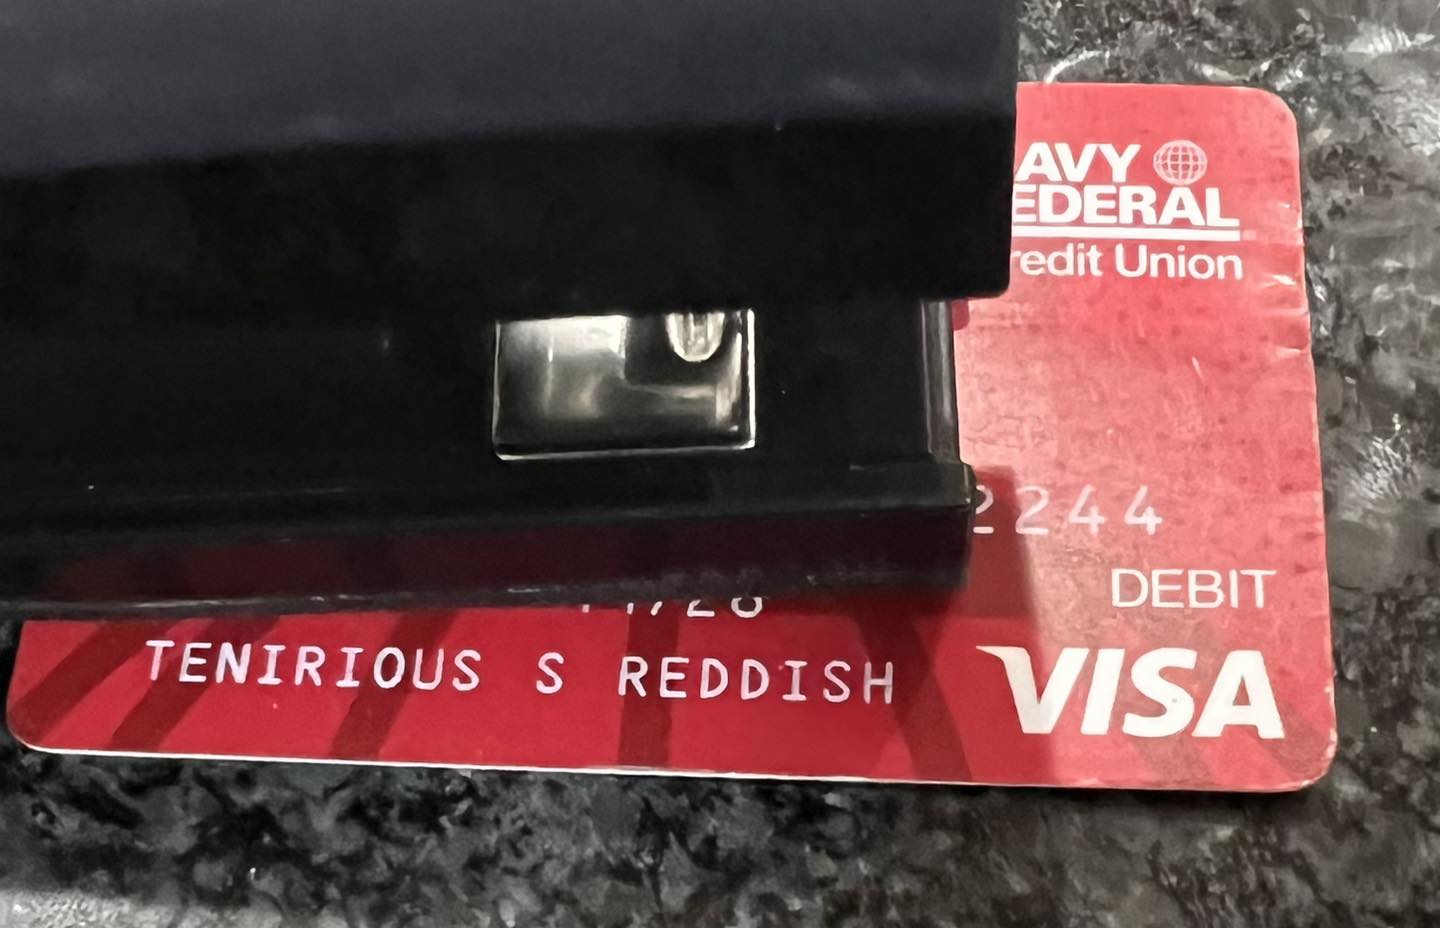 AVY
EDERAL
redit Union
2244
DEBIT
TENIRIOUS S REDDISH
VISA